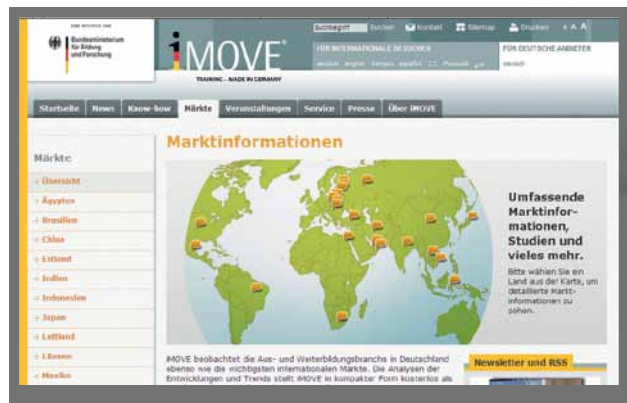 Bundesministerium
für Bildung
und Forschung
iMOVE
TRAINING – MADE IN GERMANY
Suchbegriff Suchen Kontakt Sitemap Drucken A A A
FÜR INTERNATIONALE BESUCHER
FÜR DEUTSCHE ANBIETER
Startseite News Know-how Märkte Veranstaltungen Service Presse Über iMOVE
Marktinformationen
Märkte
Übersicht
Ägypten
Brasilien
China
Estland
Indien
Indonesien
Japan
Lettland
Libanon
Mexiko
Umfassende
Marktinfor-
mationen,
Studien und
vieles mehr.
Bitte wählen Sie ein
Land aus der Karte, um
detaillierte Markt-
informationen zu
sehen.
iMOVE beobachtet die Aus- und Weiterbildungsbranche in Deutschland
ebenso wie die wichtigsten internationalen Märkte. Die Analysen der
Entwicklungen und Trends stellt iMOVE in kompakter Form kostenlos als
Newsletter und RSS